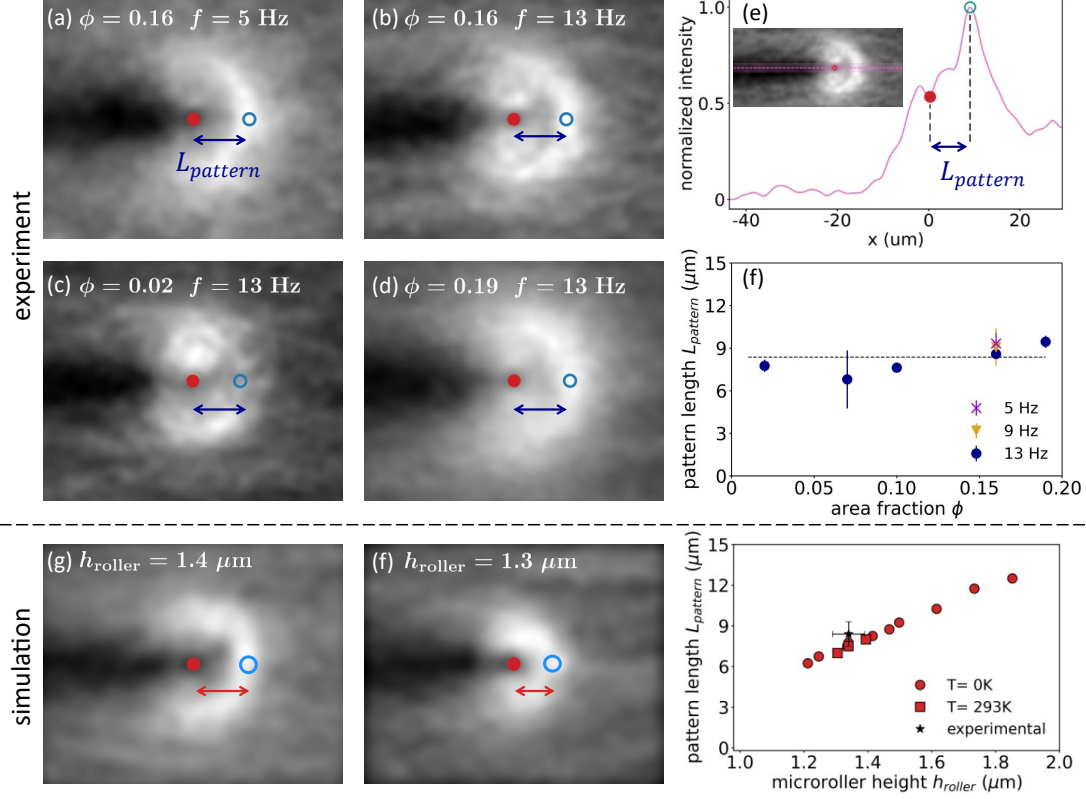 (a) ϕ = 0.16 f = 5 Hz
L_pattern
(b) ϕ = 0.16 f = 13 Hz
(e)
1.0
0.5
0
normalized intensity
L_pattern
-40 -20 0 20
x (um)
experiment
(c) ϕ = 0.02 f = 13 Hz
(d) ϕ = 0.19 f = 13 Hz
(f)
15
12
9
6
3
0
pattern length L_pattern (μm)
5 Hz
9 Hz
13 Hz
0 0.05 0.10 0.15 0.20
area fraction ϕ
simulation
(g) h_roller = 1.4 μm
(f) h_roller = 1.3 μm
15
12
9
6
3
0
pattern length L_pattern (μm)
T= 0K
T= 293K
experimental
1.0 1.2 1.4 1.6 1.8 2.0
microroller height h_roller (μm)